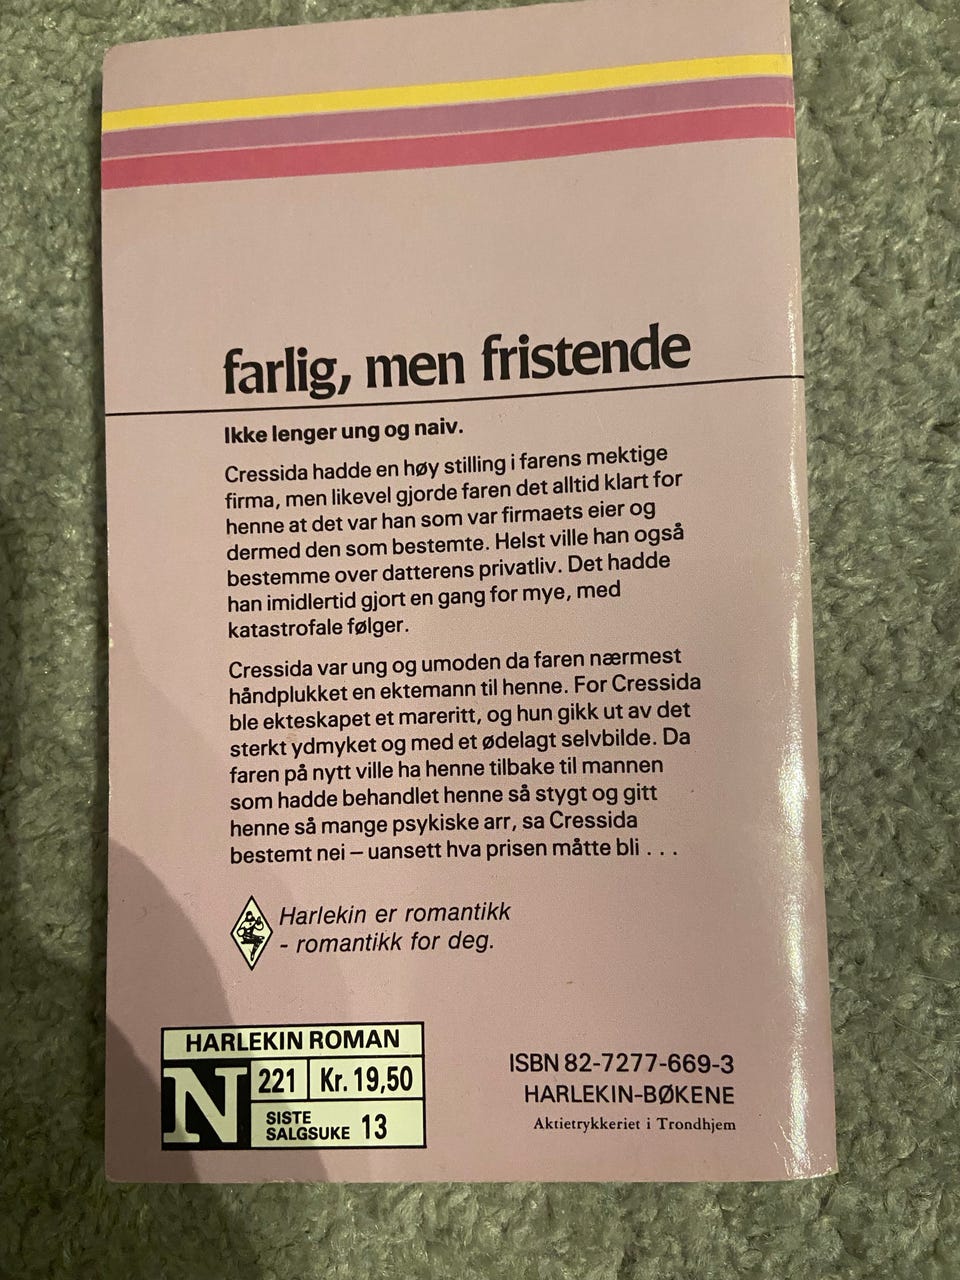 farlig, men fristende
Ikke lenger ung og naiv.
Cressida hadde en høy stilling i farens mektige
firma, men likevel gjorde faren det alltid klart for
henne at det var han som var firmaets eier og
dermed den som bestemte. Helst ville han også
bestemme over datterens privatliv. Det hadde
han imidlertid gjort en gang for mye, med
katastrofale følger.
Cressida var ung og umoden da faren nærmest
håndplukket en ektemann til henne. For Cressida
ble ekteskapet et mareritt, og hun gikk ut av det
sterkt ydmyket og med et ødelagt selvbilde. Da
faren på nytt ville ha henne tilbake til mannen
som hadde behandlet henne så stygt og gitt
henne så mange psykiske arr, sa Cressida
bestemt nei – uansett hva prisen måtte bli . . .
Harlekin er romantikk
- romantikk for deg.
HARLEKIN ROMAN
N 221 Kr. 19,50
SISTE
SALGSUKE 13
ISBN 82-7277-669-3
HARLEKIN-BØKENE
Aktietrykkeriet i Trondhjem